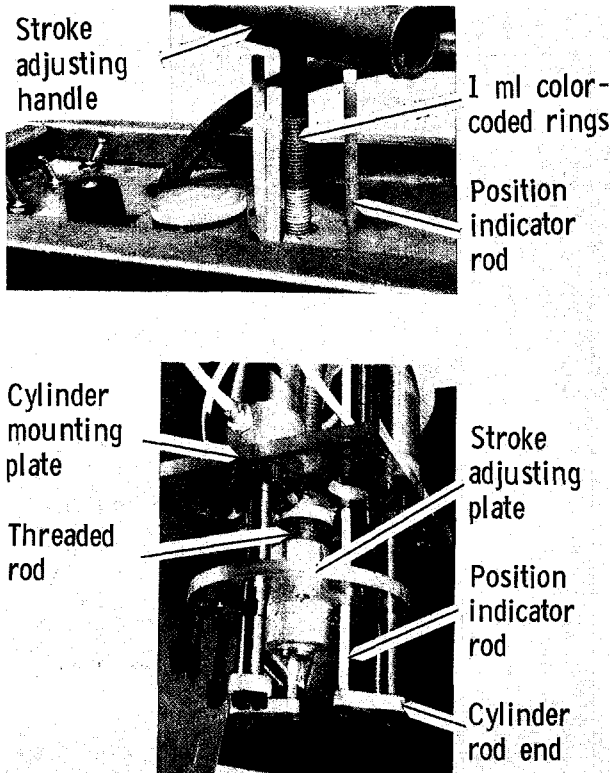 Stroke
adjusting
handle
1 ml color-
coded rings
Position
indicator
rod
Cylinder
mounting
plate
Threaded
rod
Stroke
adjusting
plate
Position
indicator
rod
Cylinder
rod end